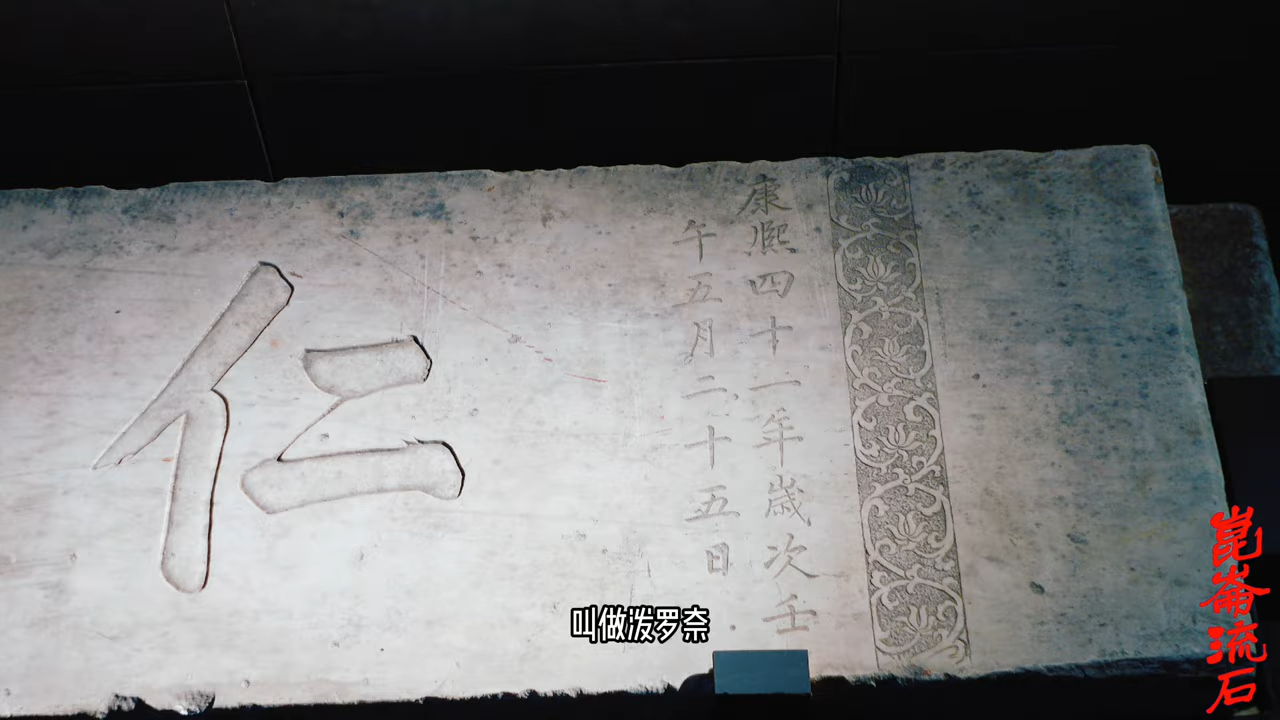 康熙四十一年歲次壬
午五月二十五日
仁
叫做泼罗奈
崑崙流石